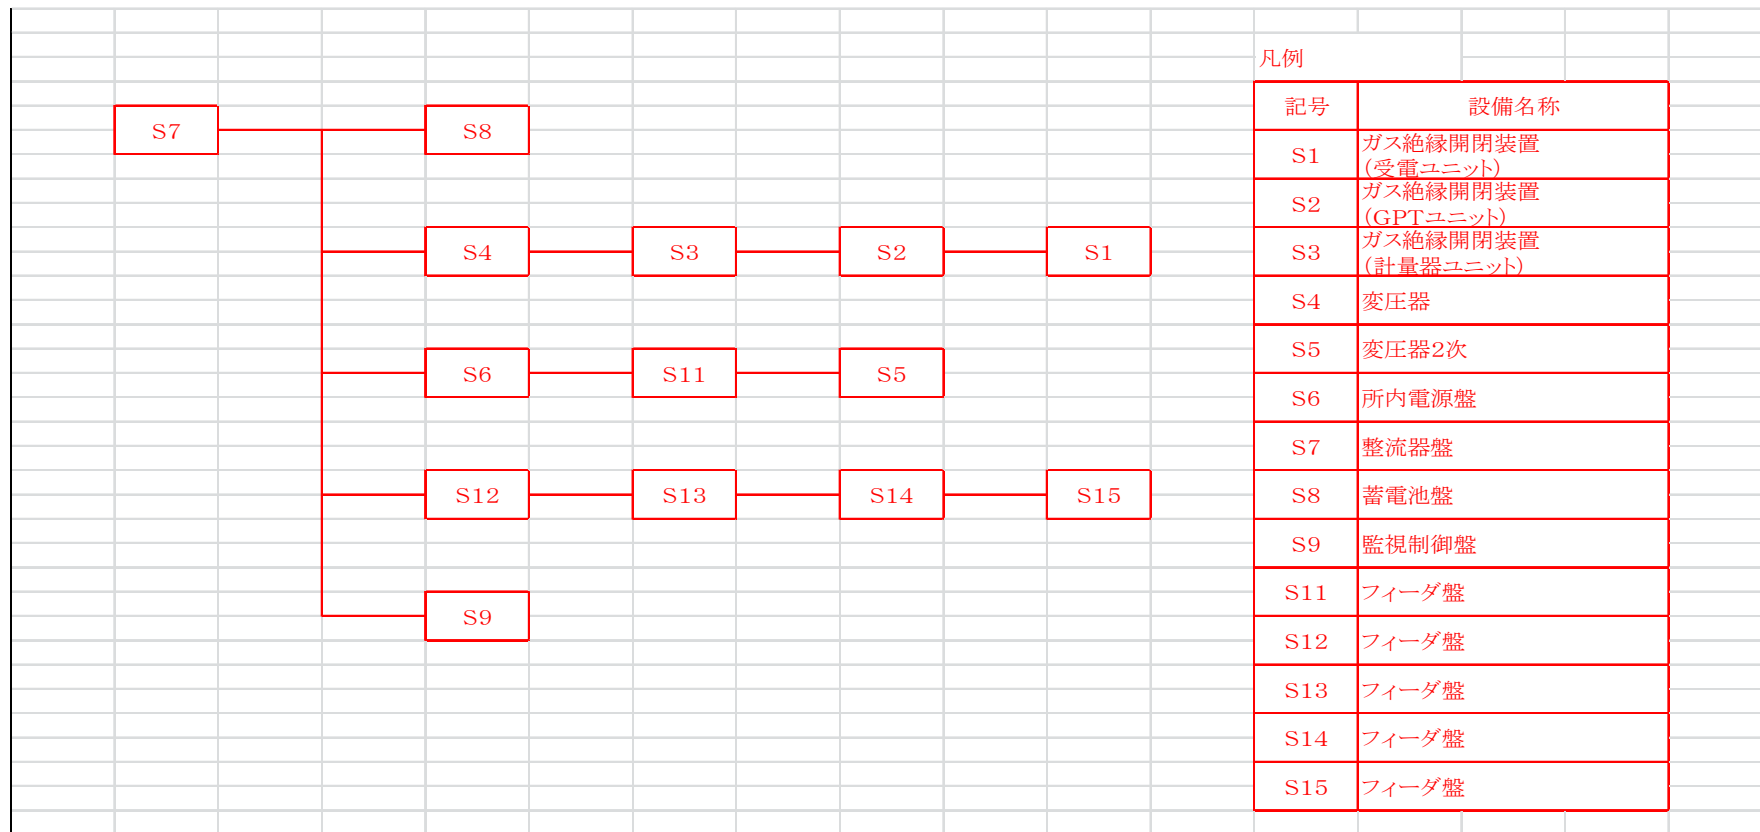 凡例
記号 設備名称
S7 S8
S1 ガス絶縁開閉装置
(受電ユニット)
S2 ガス絶縁開閉装置
(GPTユニット)
S4 S3 S2 S1
S3 ガス絶縁開閉装置
(計量器ユニット)
S4 変圧器
S5 変圧器2次
S6 S11 S5
S6 所内電源盤
S7 整流器盤
S12 S13 S14 S15
S8 蓄電池盤
S9 監視制御盤
S11 フィーダ盤
S9
S12 フィーダ盤
S13 フィーダ盤
S14 フィーダ盤
S15 フィーダ盤